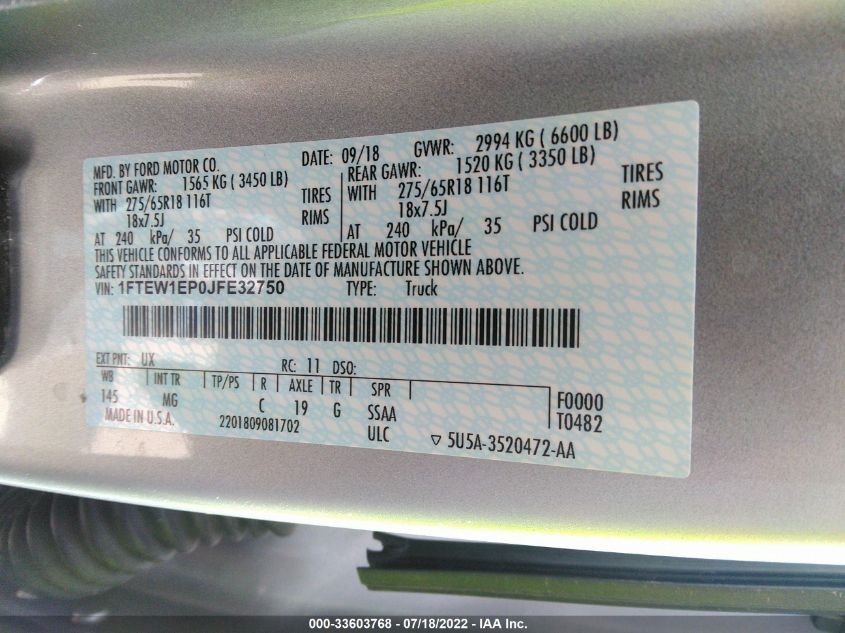 MFD. BY FORD MOTOR CO. DATE: 09/18 GVWR: 2994 KG ( 6600 LB)
FRONT GAWR: 1565 KG ( 3450 LB) REAR GAWR: 1520 KG ( 3350 LB)
WITH 275/65R18 116T TIRES WITH 275/65R18 116T TIRES
18x7.5J RIMS 18x7.5J RIMS
AT 240 kPa/ 35 PSI COLD AT 240 kPa/ 35 PSI COLD
THIS VEHICLE CONFORMS TO ALL APPLICABLE FEDERAL MOTOR VEHICLE
SAFETY STANDARDS IN EFFECT ON THE DATE OF MANUFACTURE SHOWN ABOVE.
VIN: 1FTEW1EP0JFE32750 TYPE: Truck
EXT PNT: UX RC: 11 DSO:
WB INT TR TP/PS R AXLE TR SPR
145 MG C 19 G SSAA F0000
MADE IN U.S.A. 2201809081702 ULC T0482
▽ 5U5A-3520472-AA
000-33603768 - 07/18/2022 - IAA Inc.